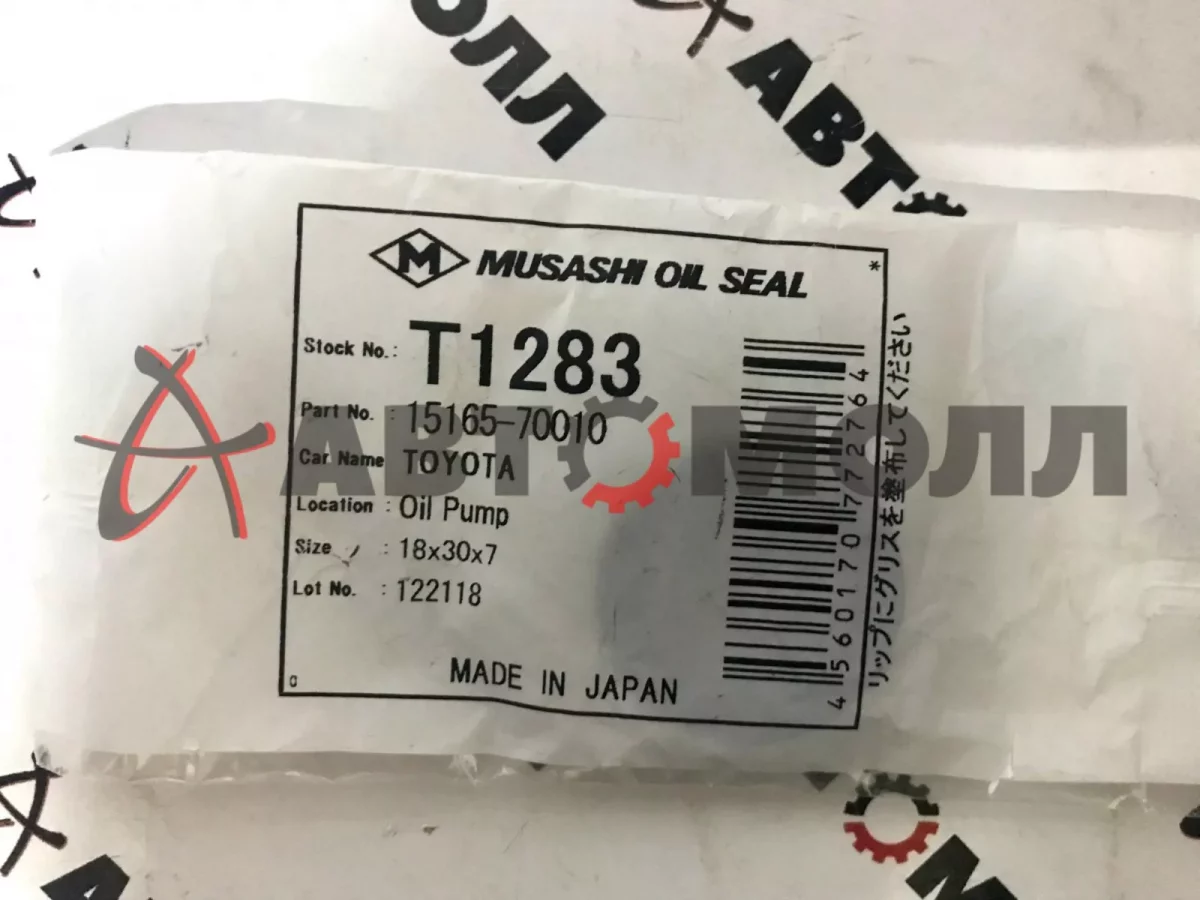 МОЛЛ
АВТ
M MUSASHI OIL SEAL
*
Stock No.: T1283
Part No. : 15165-70010
Car Name TOYOTA
Location : Oil Pump
Size : 18x30x7
Lot No. : 122118
MADE IN JAPAN
C
4560170772764
リップにグリスを塗布してください
АВТОМОЛЛ